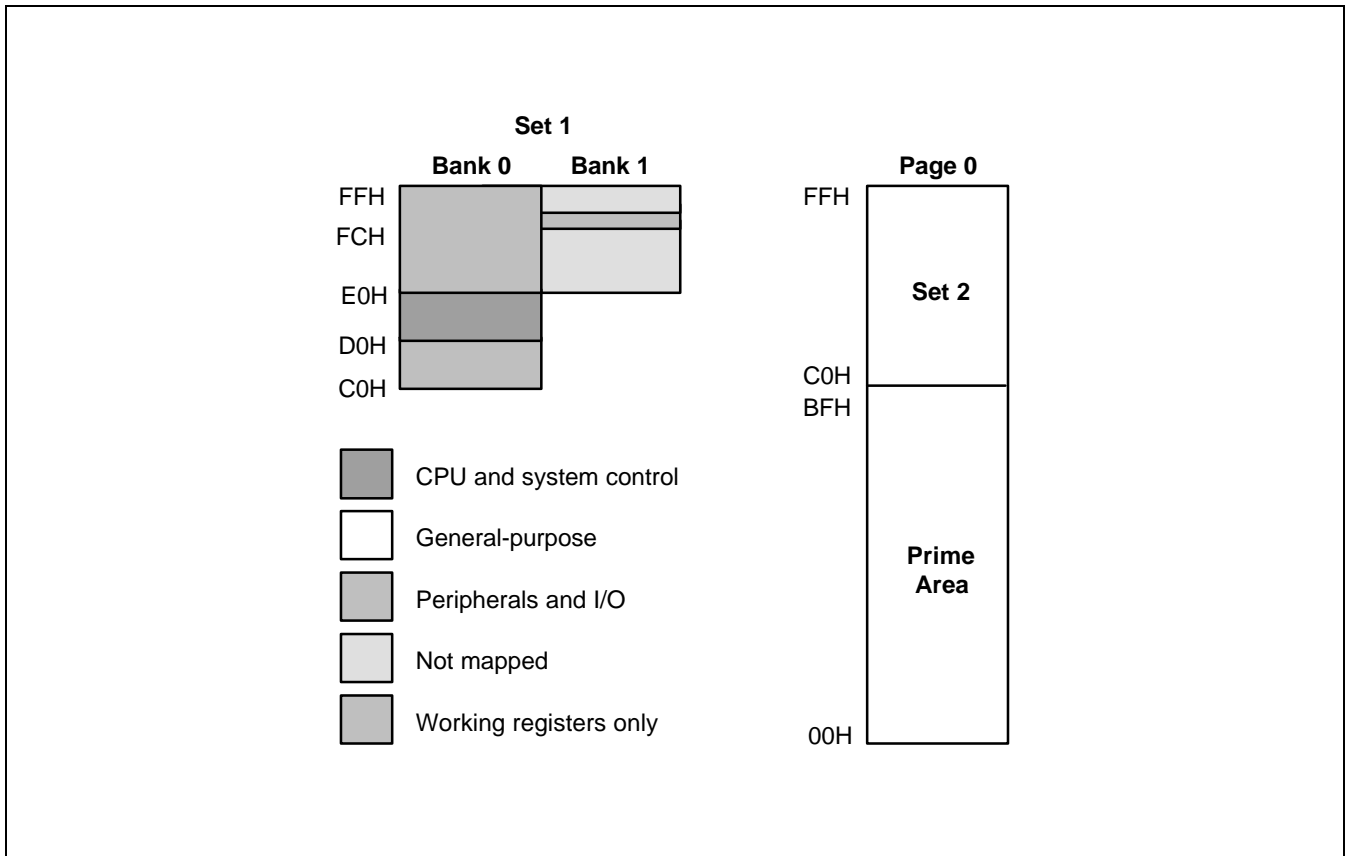 Set 1
Bank 0 Bank 1
FFH
FCH
E0H
D0H
C0H
CPU and system control
General-purpose
Peripherals and I/O
Not mapped
Working registers only
Page 0
FFH
Set 2
C0H
BFH
Prime
Area
00H